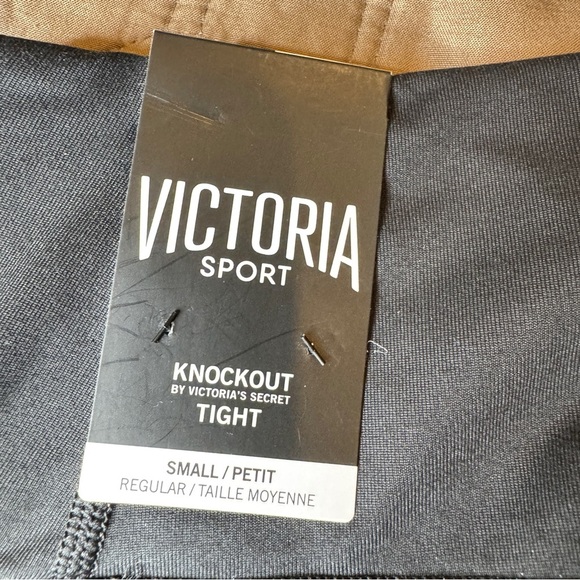 VICTORIA
SPORT
KNOCKOUT
BY VICTORIA'S SECRET
TIGHT
SMALL / PETIT
REGULAR / TAILLE MOYENNE